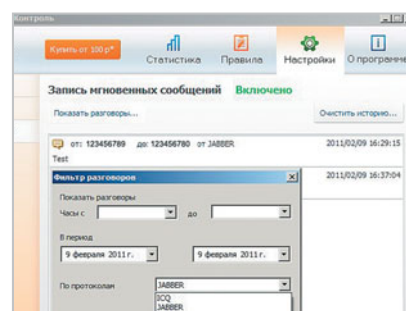 Контроль
Купить от 100 р*
Статистика
Правила
Настройки
О программе
Запись мгновенных сообщений Включено
Показать разговоры...
Очистить историю...
от: 123456789 до: 123456780 от JABBER
2011/02/09 16:29:15
Test
Фильтр разговоров
2011/02/09 16:37:04
Показать разговоры
Часы с
до
В период
9 февраля 2011 г.
9 февраля 2011 г.
По протоколам
JABBER
ICQ
JABBER